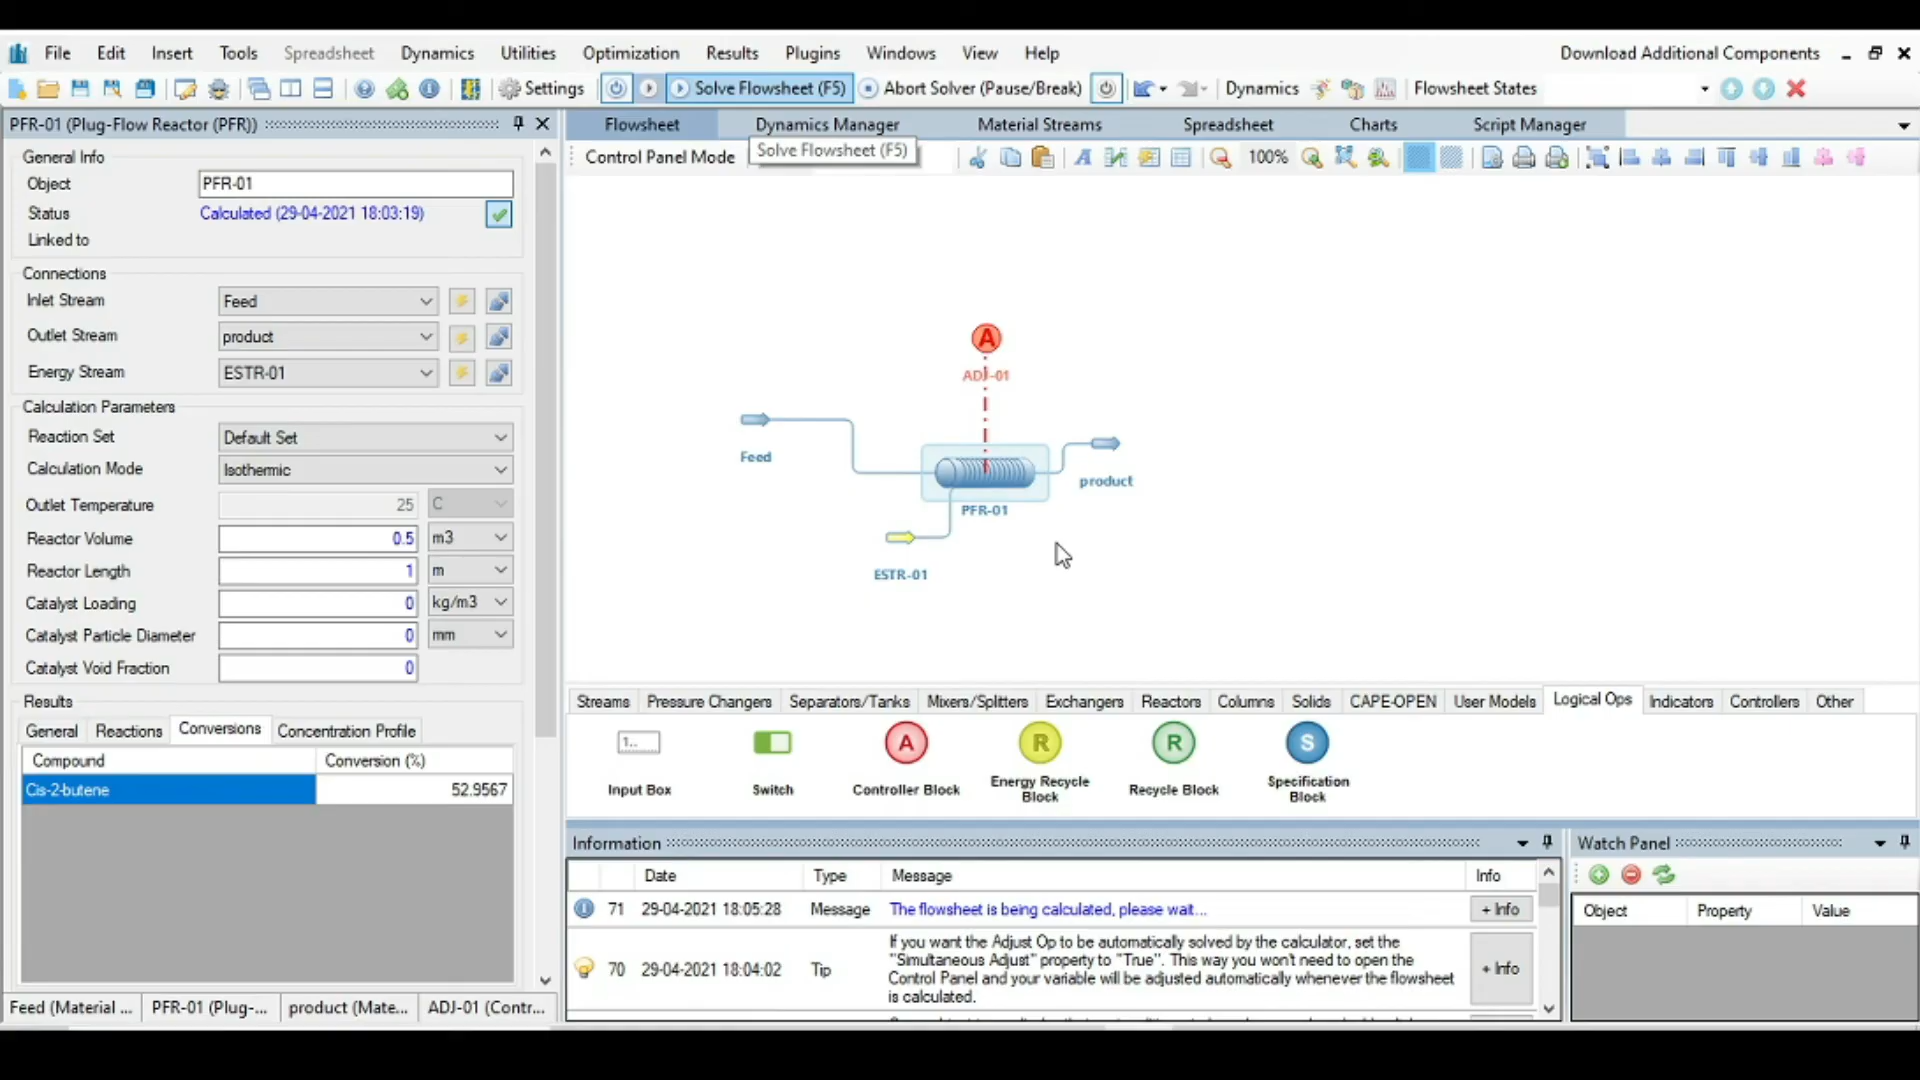 File Edit Insert Tools Spreadsheet Dynamics Utilities Optimization Results Plugins Windows View Help Download Additional Components
Settings Solve Flowsheet (F5) Abort Solver (Pause/Break) Dynamics Flowsheet States
PFR-01 (Plug-Flow Reactor (PFR))
Flowsheet Dynamics Manager Material Streams Spreadsheet Charts Script Manager
Control Panel Mode Solve Flowsheet (F5) 100%
General Info
Object PFR-01
Status Calculated (29-04-2021 18:03:19)
Linked to
Connections
Inlet Stream Feed
Outlet Stream product
Energy Stream ESTR-01
Calculation Parameters
Reaction Set Default Set
Calculation Mode Isothermic
Outlet Temperature 25 C
Reactor Volume 0.5 m3
Reactor Length 1 m
Catalyst Loading 0 kg/m3
Catalyst Particle Diameter 0 mm
Catalyst Void Fraction 0
Results
General Reactions Conversions Concentration Profile
Compound Conversion (%)
Cis-2-butene 52.9567
Feed (Material ... PFR-01 (Plug-... product (Mate... ADJ-01 (Contr...
A
ADJ-01
Feed
product
PFR-01
ESTR-01
Streams Pressure Changers Separators/Tanks Mixers/Splitters Exchangers Reactors Columns Solids CAPE-OPEN User Models Logical Ops Indicators Controllers Other
1.. A R R S
Input Box Switch Controller Block Energy Recycle Block Recycle Block Specification Block
Information
Date Type Message Info
71 29-04-2021 18:05:28 Message The flowsheet is being calculated, please wait... + Info
If you want the Adjust Op to be automatically solved by the calculator, set the
70 29-04-2021 18:04:02 Tip "Simultaneous Adjust" property to "True". This way you won't need to open the + Info
Control Panel and your variable will be adjusted automatically whenever the flowsheet
is calculated.
Watch Panel
Object Property Value